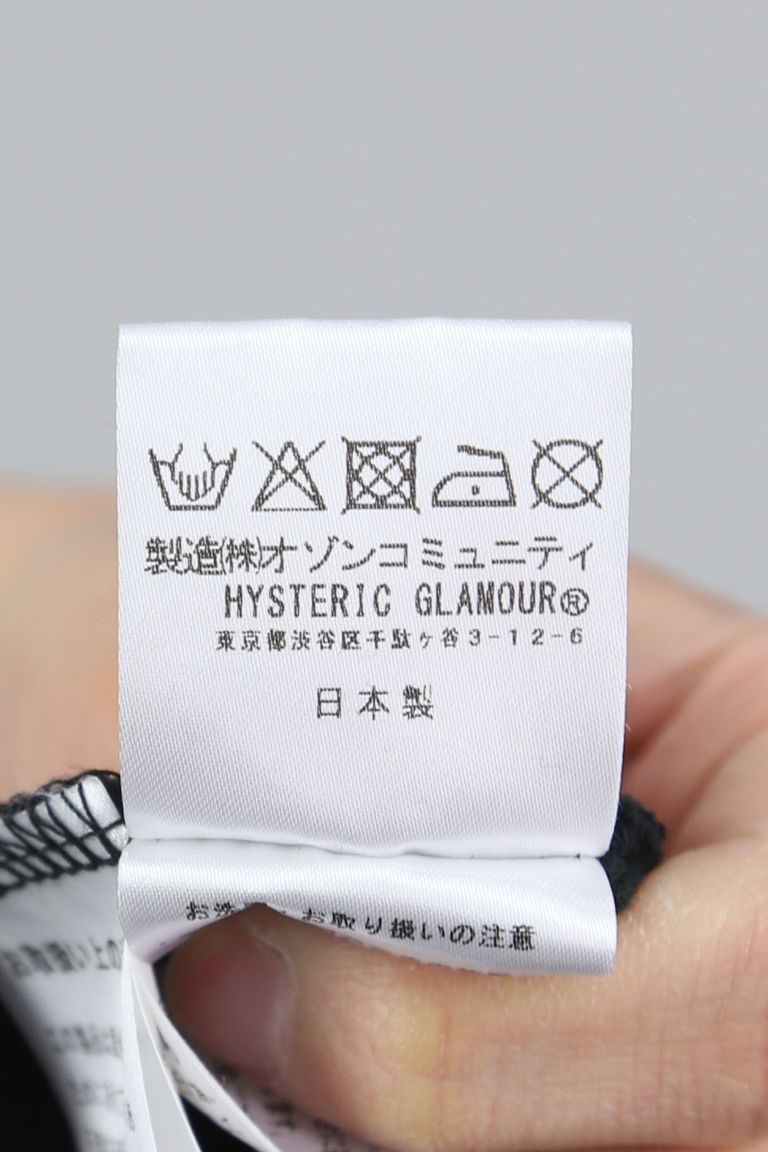 製造(株)オゾンコミュニティ
HYSTERIC GLAMOUR®
東京都渋谷区千駄ヶ谷3-12-6
日本製
お洗 お取り扱いの注意